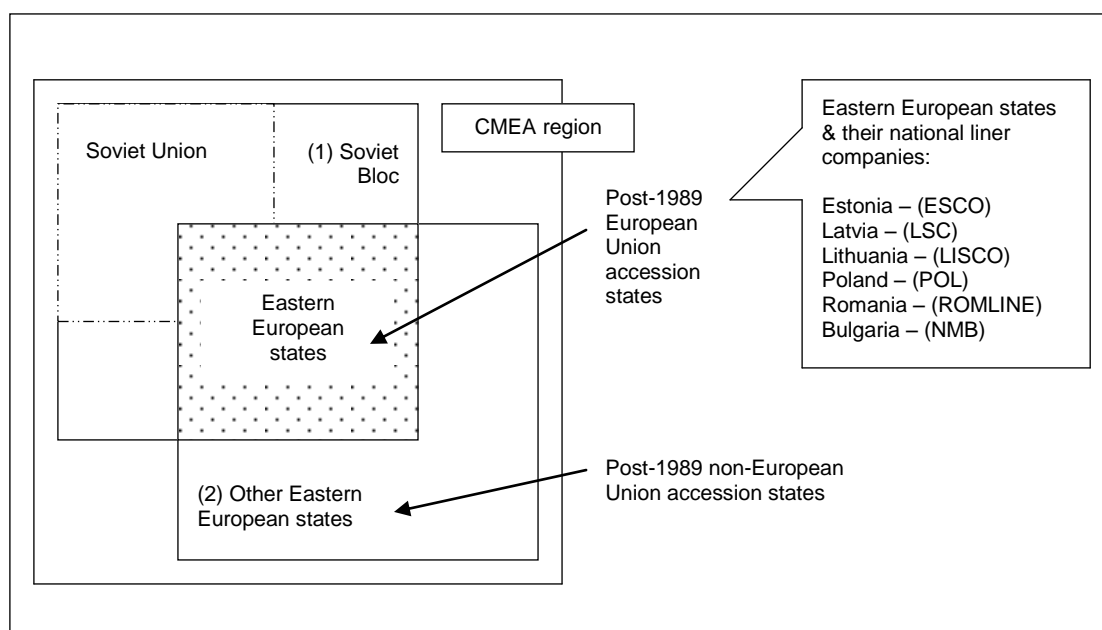 CMEA region
Soviet Union
(1) Soviet
Bloc
Eastern
European
states
(2) Other Eastern
European states
Post-1989
European
Union
accession
states
Post-1989 non-European
Union accession states
Eastern European states
& their national liner
companies:
Estonia – (ESCO)
Latvia – (LSC)
Lithuania – (LISCO)
Poland – (POL)
Romania – (ROMLINE)
Bulgaria – (NMB)